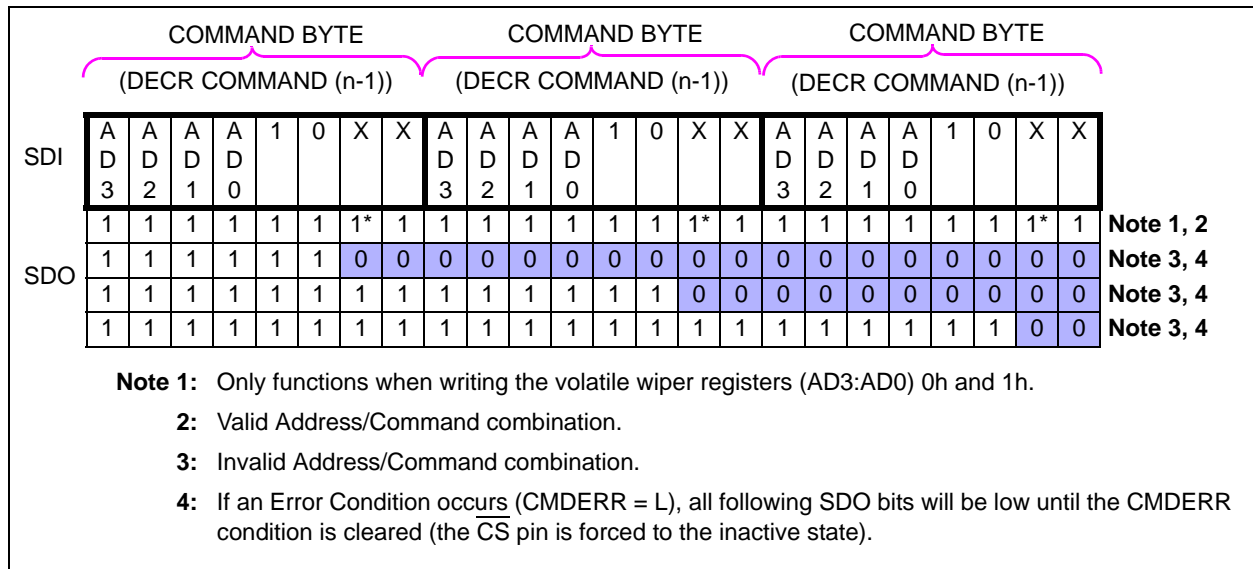 COMMAND BYTE COMMAND BYTE COMMAND BYTE
(DECR COMMAND (n-1)) (DECR COMMAND (n-1)) (DECR COMMAND (n-1))
SDI
A A A A 1 0 X X A A A A 1 0 X X A A A A 1 0 X X
D D D D D D D D D D D D
3 2 1 0 3 2 1 0 3 2 1 0
SDO
1 1 1 1 1 1 1* 1 1 1 1 1 1 1 1* 1 1 1 1 1 1 1 1* 1 Note 1, 2
1 1 1 1 1 1 0 0 0 0 0 0 0 0 0 0 0 0 0 0 0 0 0 0 Note 3, 4
1 1 1 1 1 1 1 1 1 1 1 1 1 1 0 0 0 0 0 0 0 0 0 0 Note 3, 4
1 1 1 1 1 1 1 1 1 1 1 1 1 1 1 1 1 1 1 1 1 1 0 0 Note 3, 4
Note 1: Only functions when writing the volatile wiper registers (AD3:AD0) 0h and 1h.
2: Valid Address/Command combination.
3: Invalid Address/Command combination.
4: If an Error Condition occurs (CMDERR = L), all following SDO bits will be low until the CMDERR
condition is cleared (the CS pin is forced to the inactive state).